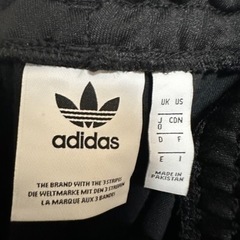 adidas
THE BRAND WITH THE 3 STRIPES
DIE WELTMARKE MIT DEN 3 STREIFEN
LA MARQUE AUX 3 BANDES
UK US
J/O CDN
D F
E I
MADE IN
PAKISTAN